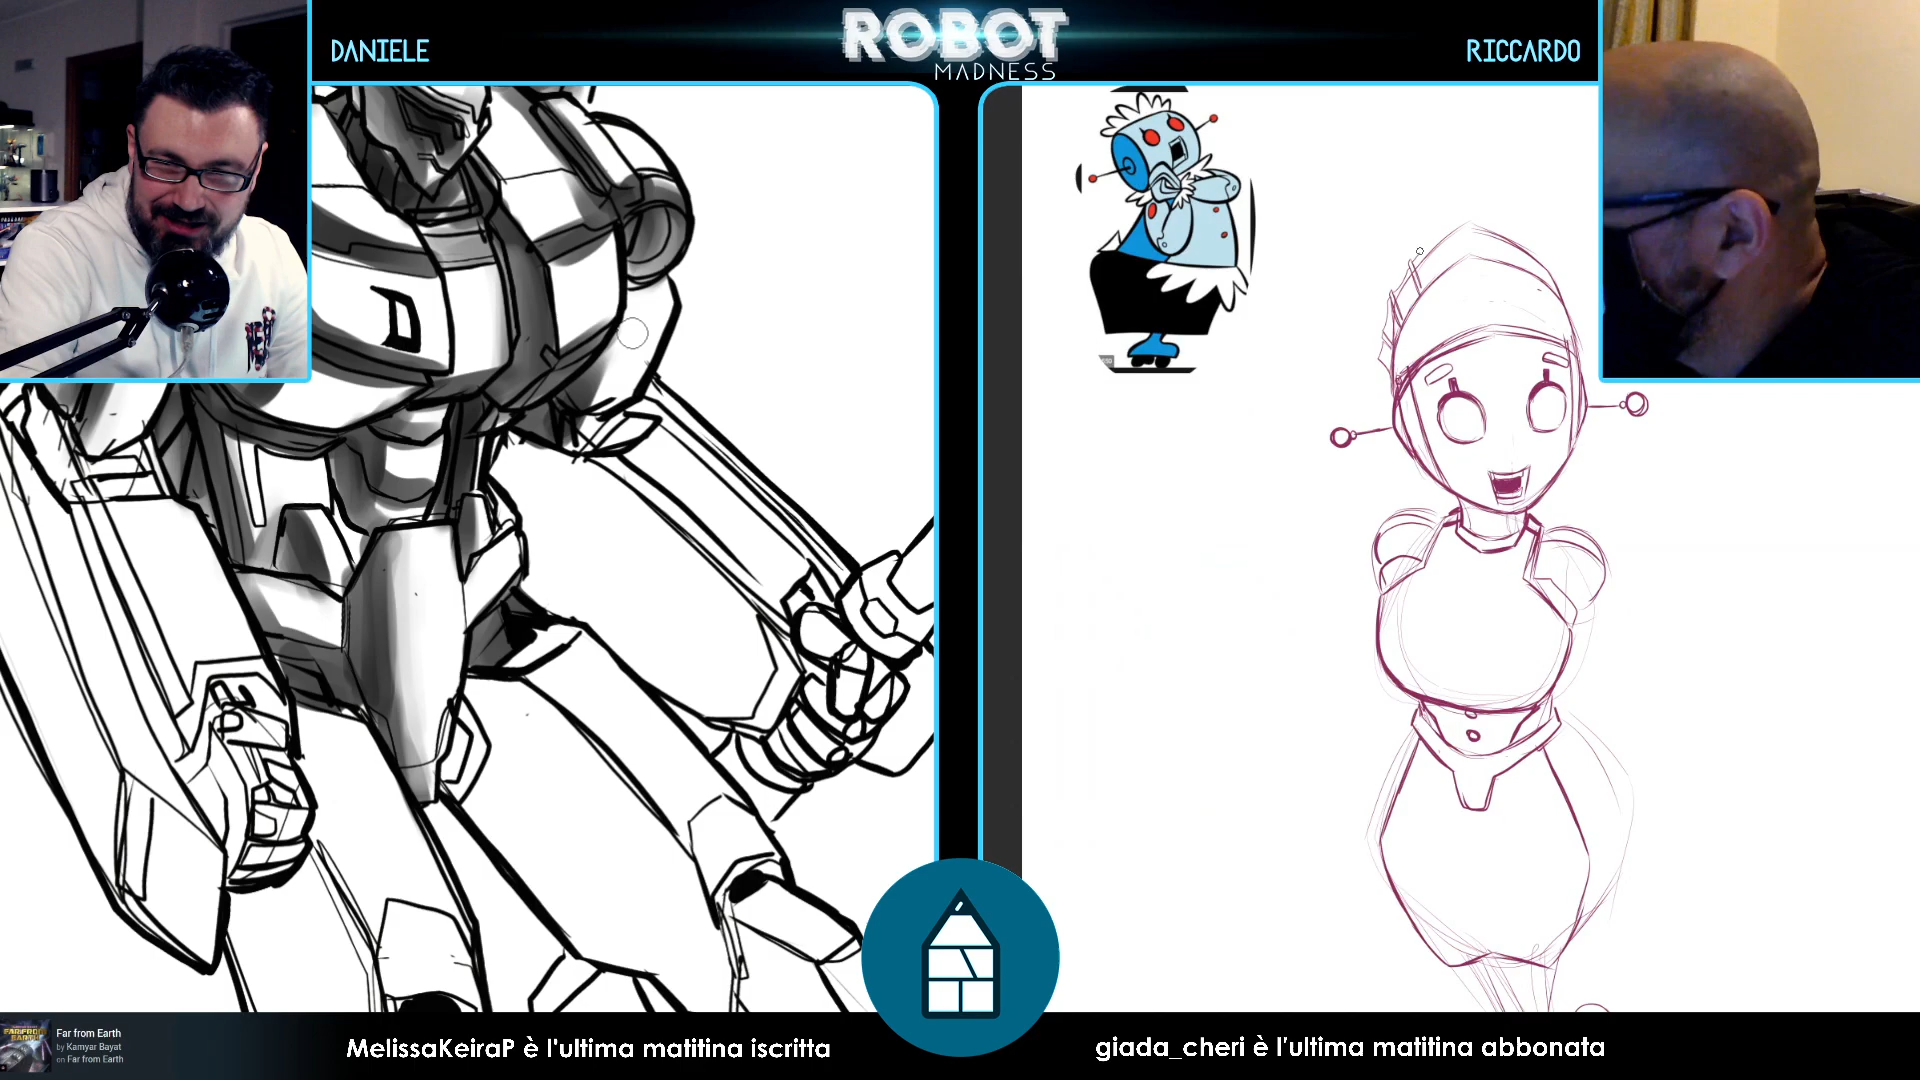 DANIELE
ROBOT
MADNESS
RICCARDO
D
Far from Earth
by Kamyar Bayat
on Far from Earth
MelissaKeiraP è l'ultima matitina iscritta
giada_cheri è l'ultima matitina abbonata